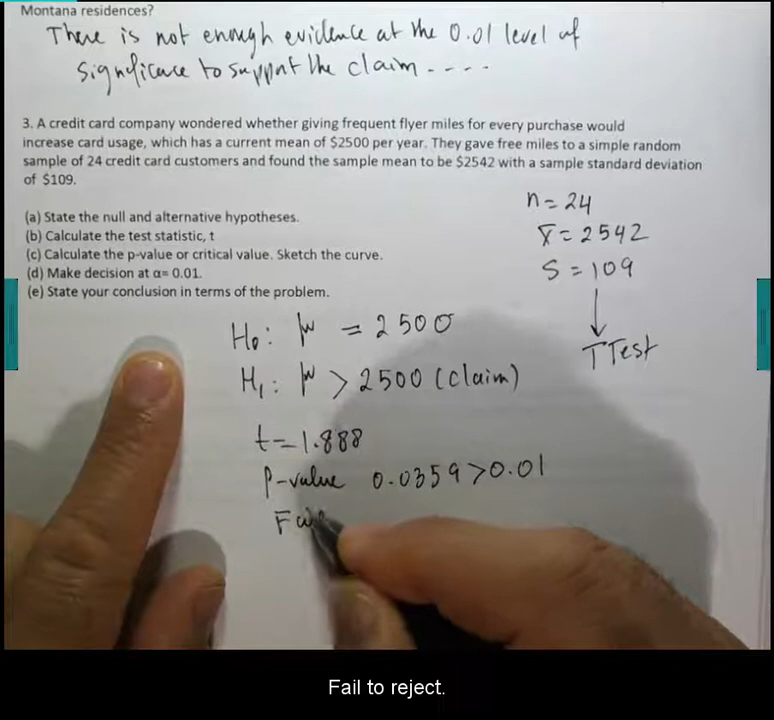 Montana residences?
There is not enough evidence at the 0.01 level of
significance to support the claim ----
3. A credit card company wondered whether giving frequent flyer miles for every purchase would
increase card usage, which has a current mean of $2500 per year. They gave free miles to a simple random
sample of 24 credit card customers and found the sample mean to be $2542 with a sample standard deviation
of $109.
n = 24
x̄ = 2542
S = 109
(a) State the null and alternative hypotheses.
(b) Calculate the test statistic, t
(c) Calculate the p-value or critical value. Sketch the curve.
(d) Make decision at α= 0.01.
(e) State your conclusion in terms of the problem.
TTest
H₀: μ = 2500
H₁: μ > 2500 (claim)
t=1.888
P-value 0.0359>0.01
Fai
Fail to reject.